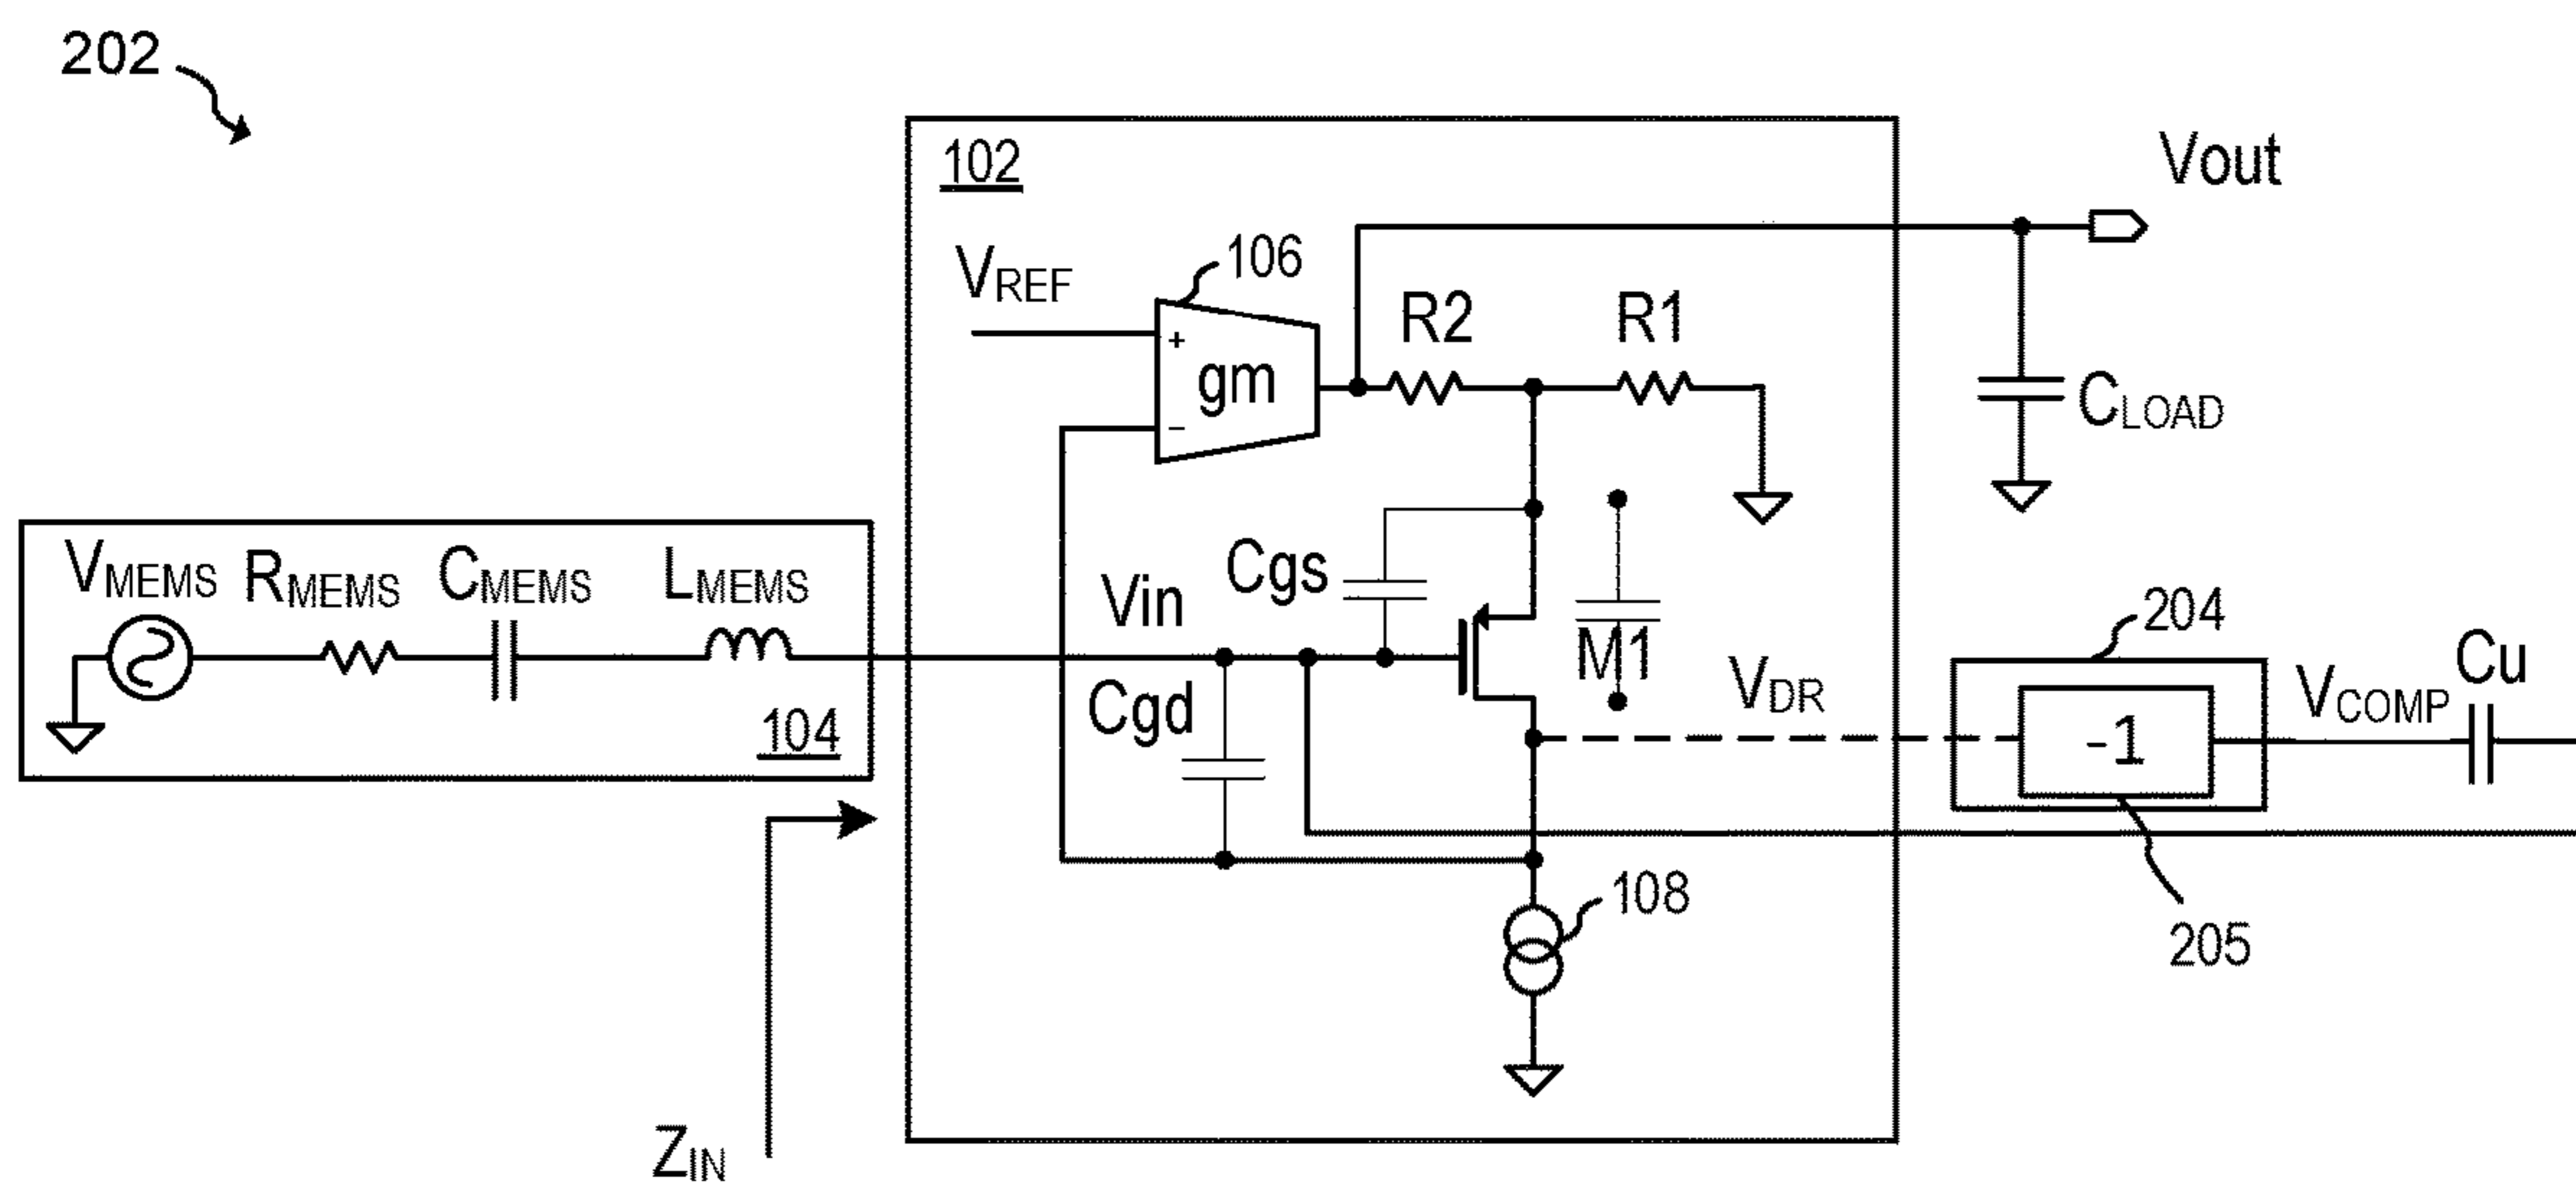 202
102
Vout
VREF
106
R2
R1
gm
+
−
CLOAD
VMEMS
RMEMS
CMEMS
LMEMS
Vin
Cgs
M1
VDR
204
VCOMP
Cu
Cgd
104
-1
108
205
ZIN